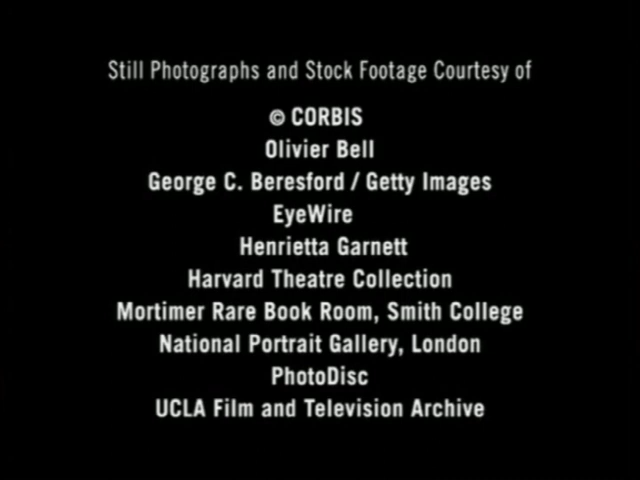 Still Photographs and Stock Footage Courtesy of
© CORBIS
Olivier Bell
George C. Beresford / Getty Images
EyeWire
Henrietta Garnett
Harvard Theatre Collection
Mortimer Rare Book Room, Smith College
National Portrait Gallery, London
PhotoDisc
UCLA Film and Television Archive